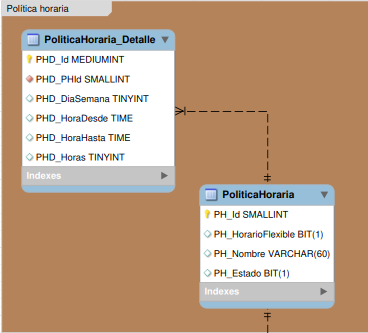 Política horaria
PoliticaHoraria_Detalle
PHD_Id MEDIUMINT
PHD_PHId SMALLINT
PHD_DiaSemana TINYINT
PHD_HoraDesde TIME
PHD_HoraHasta TIME
PHD_Horas TINYINT
Indexes
PoliticaHoraria
PH_Id SMALLINT
PH_HorarioFlexible BIT(1)
PH_Nombre VARCHAR(60)
PH_Estado BIT(1)
Indexes